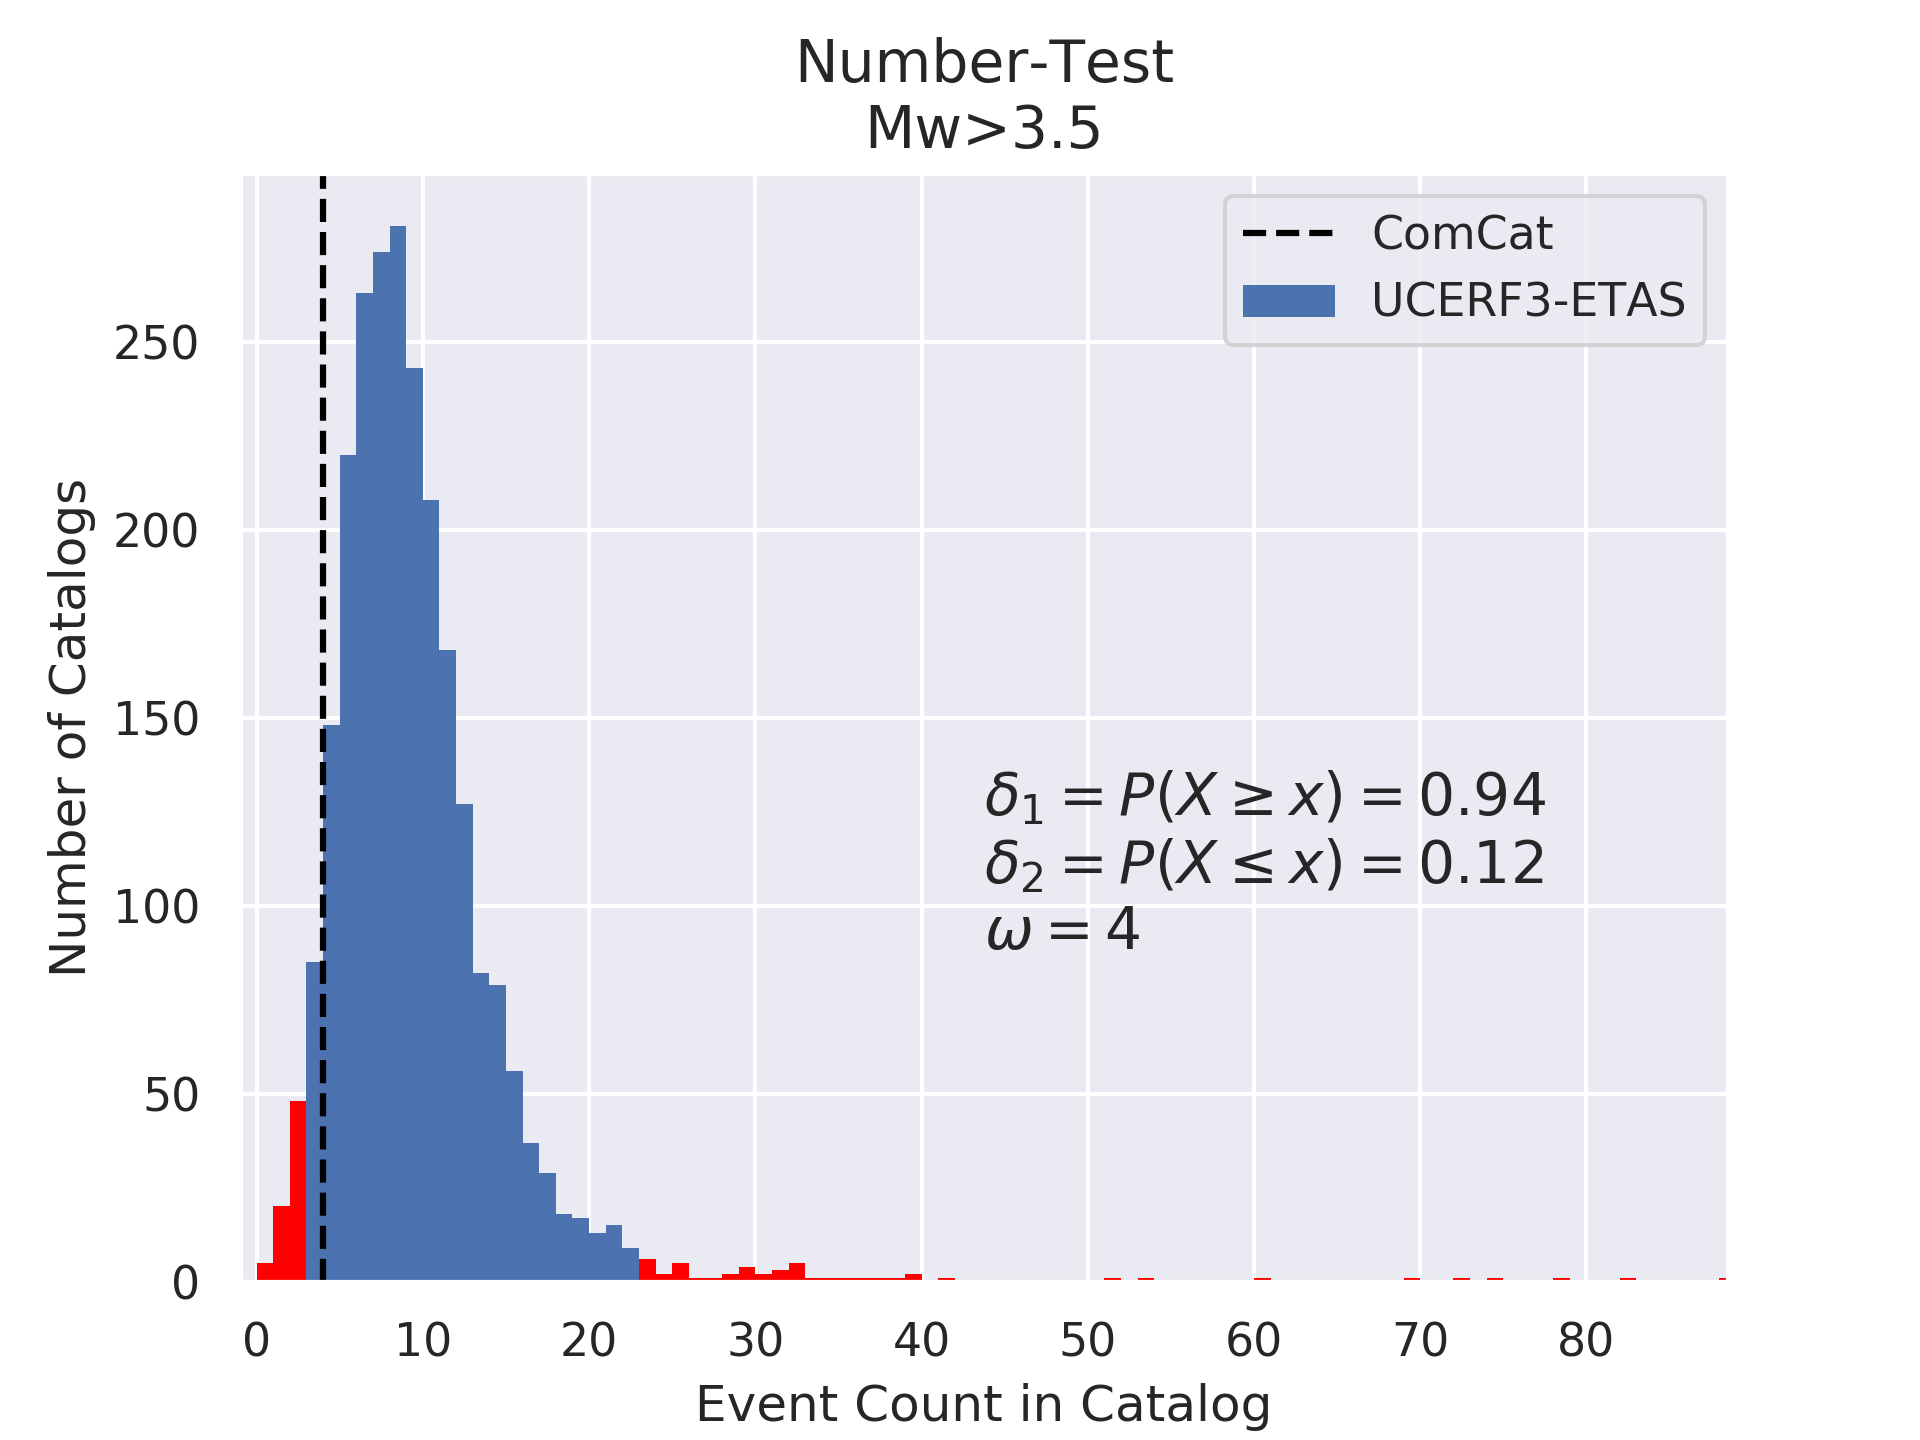 Number-Test
Mw>3.5
ComCat
UCERF3-ETAS
250
200
150
100
50
0
Number of Catalogs
δ₁ = P(X ≥ x) = 0.94
δ₂ = P(X ≤ x) = 0.12
ω = 4
0 10 20 30 40 50 60 70 80
Event Count in Catalog